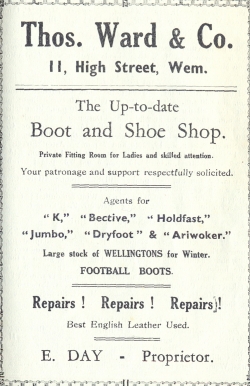 Thos. Ward & Co.
11, High Street, Wem.
The Up-to-date
Boot and Shoe Shop.
Private Fitting Room for Ladies and skilled attention.
Your patronage and support respectfully solicited.
Agents for
"K," "Bective," "Holdfast,"
"Jumbo," "Dryfoot" & "Ariwoker."
Large stock of WELLINGTONS for Winter.
FOOTBALL BOOTS.
Repairs! Repairs! Repairs!
Best English Leather Used.
E. DAY - Proprietor.